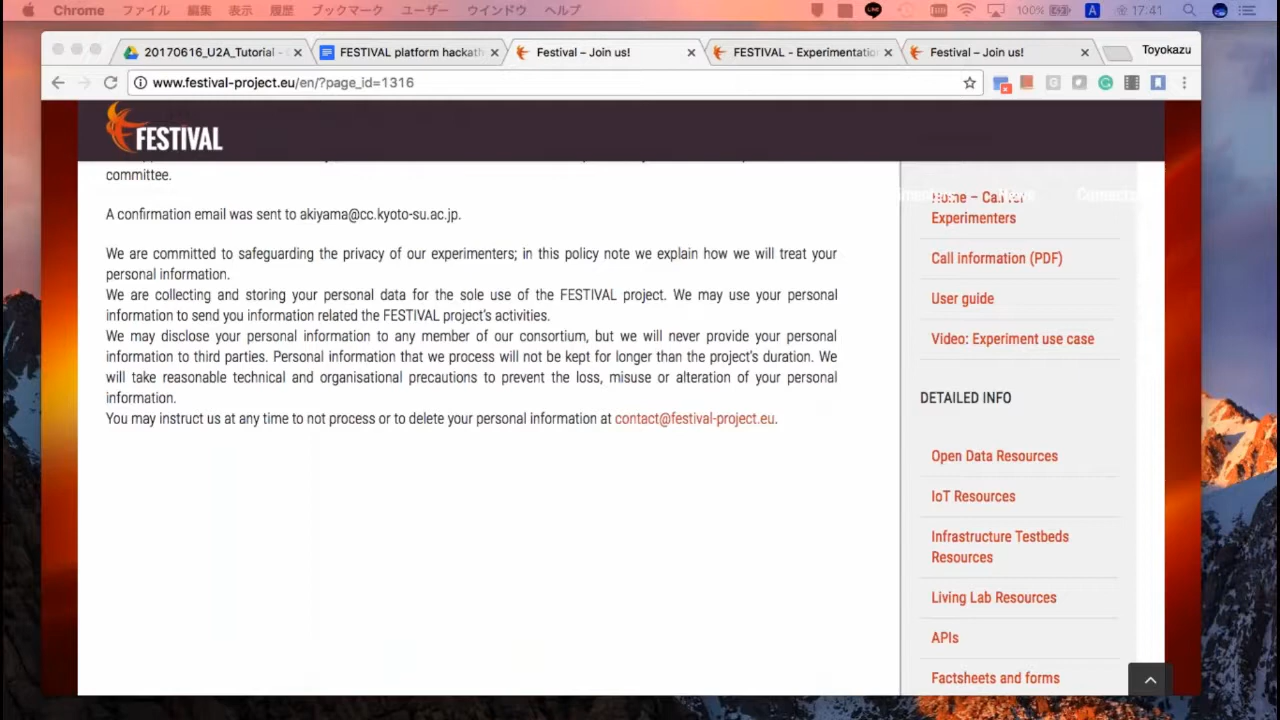 Chrome ファイル 編集 表示 履歴 ブックマーク ユーザー ウインドウ ヘルプ
LINE 100% A 17:41
20170616_U2A_Tutorial -
FESTIVAL platform hackath
Festival – Join us!
FESTIVAL - Experimentatio
Festival – Join us!
Toyokazu
www.festival-project.eu/en/?page_id=1316
FESTIVAL
committee.
A confirmation email was sent to akiyama@cc.kyoto-su.ac.jp.
We are committed to safeguarding the privacy of our experimenters; in this policy note we explain how we will treat your
personal information.
We are collecting and storing your personal data for the sole use of the FESTIVAL project. We may use your personal
information to send you information related the FESTIVAL project's activities.
We may disclose your personal information to any member of our consortium, but we will never provide your personal
information to third parties. Personal information that we process will not be kept for longer than the project's duration. We
will take reasonable technical and organisational precautions to prevent the loss, misuse or alteration of your personal
information.
You may instruct us at any time to not process or to delete your personal information at contact@festival-project.eu.
Home – Call for
Experimenters
Call information (PDF)
User guide
Video: Experiment use case
DETAILED INFO
Open Data Resources
IoT Resources
Infrastructure Testbeds
Resources
Living Lab Resources
APIs
Factsheets and forms